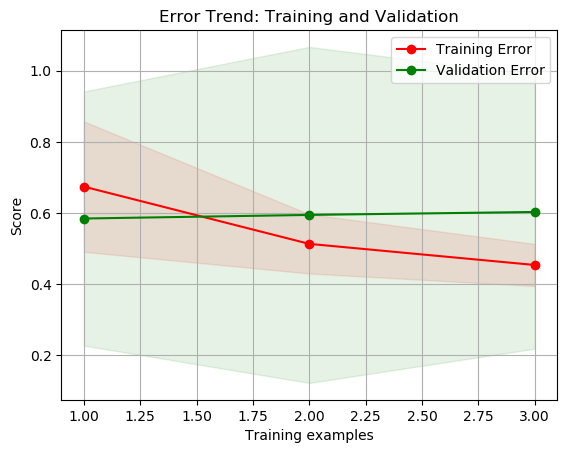 Error Trend: Training and Validation
Training Error
Validation Error
Score
1.0
0.8
0.6
0.4
0.2
1.00 1.25 1.50 1.75 2.00 2.25 2.50 2.75 3.00
Training examples